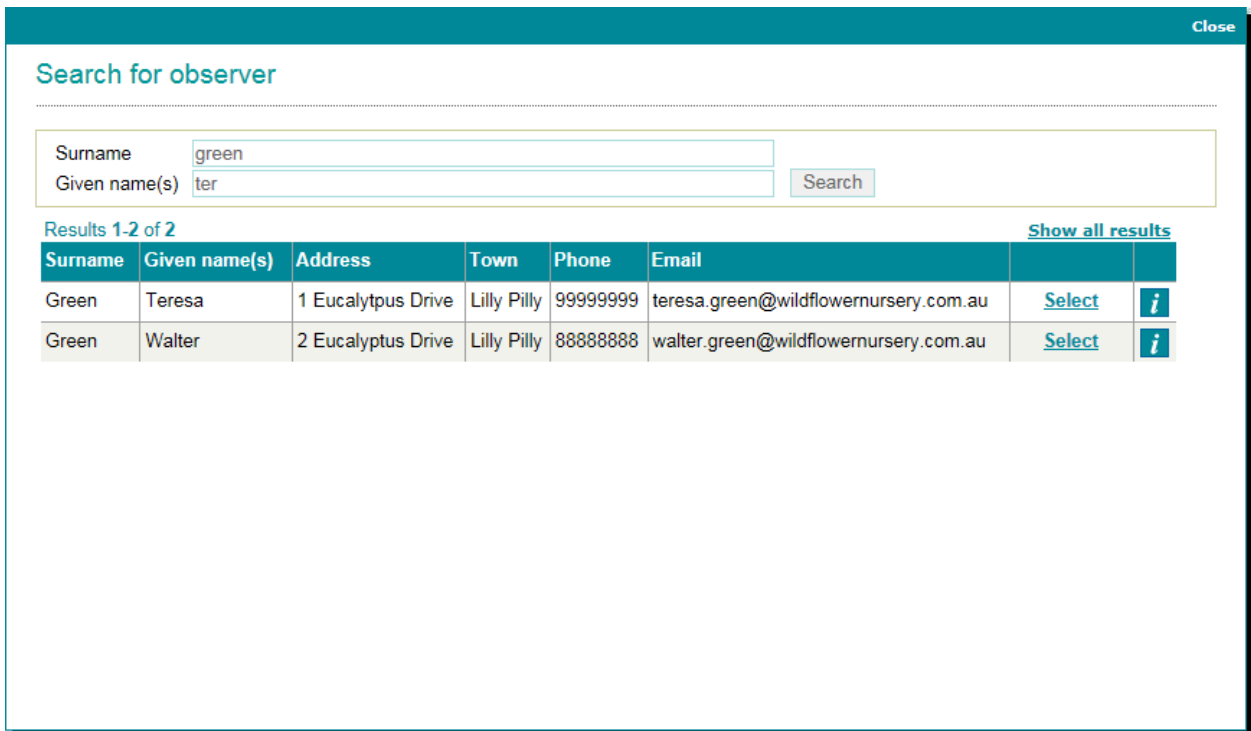 Close
Search for observer
Surname green
Given name(s) ter Search
Results 1-2 of 2 Show all results
Surname Given name(s) Address Town Phone Email
Green Teresa 1 Eucalytpus Drive Lilly Pilly 99999999 teresa.green@wildflowernursery.com.au Select i
Green Walter 2 Eucalyptus Drive Lilly Pilly 88888888 walter.green@wildflowernursery.com.au Select i